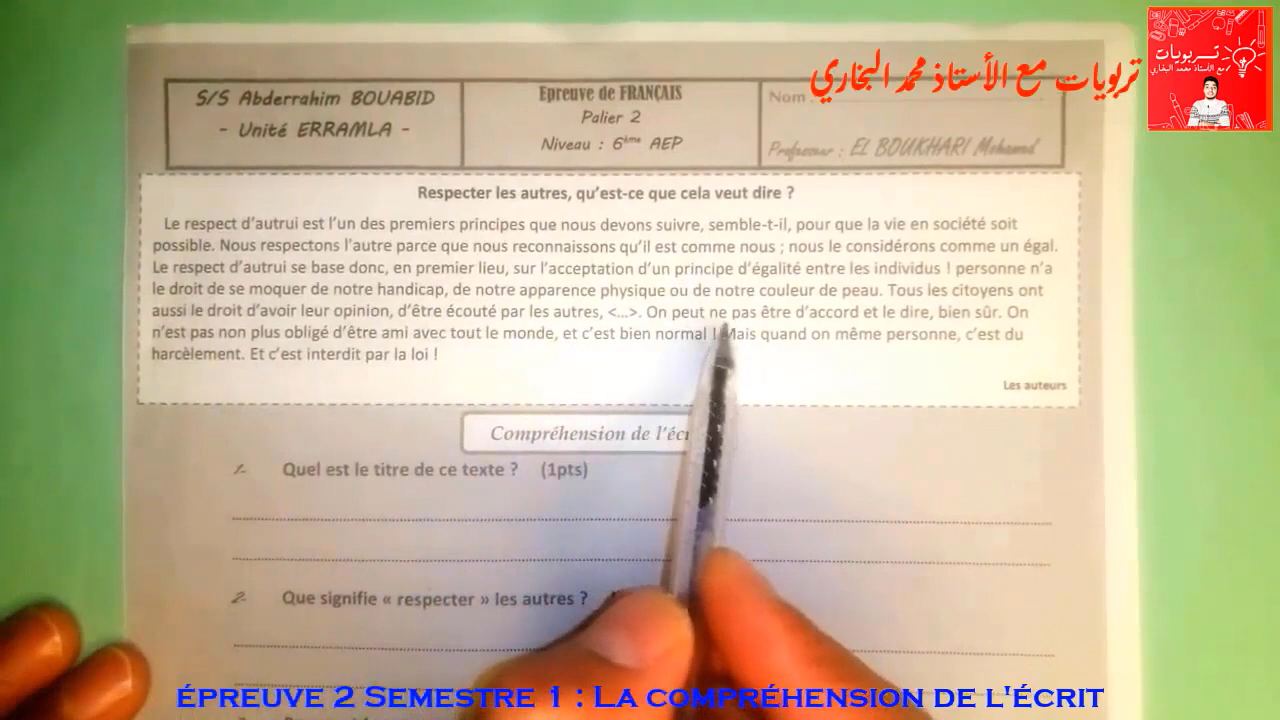 تربويات مع الأستاذ محمد البخاري
تربويات
مع الأستاذ محمد البخاري
S/S Abderrahim BOUABID
- Unité ERRAMLA -
Epreuve de FRANÇAIS
Palier 2
Niveau : 6ème AEP
Nom :
Professeur : EL BOUKHARI Mohamed
Respecter les autres, qu'est-ce que cela veut dire ?
Le respect d'autrui est l'un des premiers principes que nous devons suivre, semble-t-il, pour que la vie en société soit
possible. Nous respectons l'autre parce que nous reconnaissons qu'il est comme nous ; nous le considérons comme un égal.
Le respect d'autrui se base donc, en premier lieu, sur l'acceptation d'un principe d'égalité entre les individus ! personne n'a
le droit de se moquer de notre handicap, de notre apparence physique ou de notre couleur de peau. Tous les citoyens ont
aussi le droit d'avoir leur opinion, d'être écouté par les autres, <...>. On peut ne pas être d'accord et le dire, bien sûr. On
n'est pas non plus obligé d'être ami avec tout le monde, et c'est bien normal ! Mais quand on même personne, c'est du
harcèlement. Et c'est interdit par la loi !
Les auteurs
Compréhension de l'écr
1- Quel est le titre de ce texte ? (1pts)
2- Que signifie « respecter » les autres ?
épreuve 2 Semestre 1 : La compréhension de l'écrit